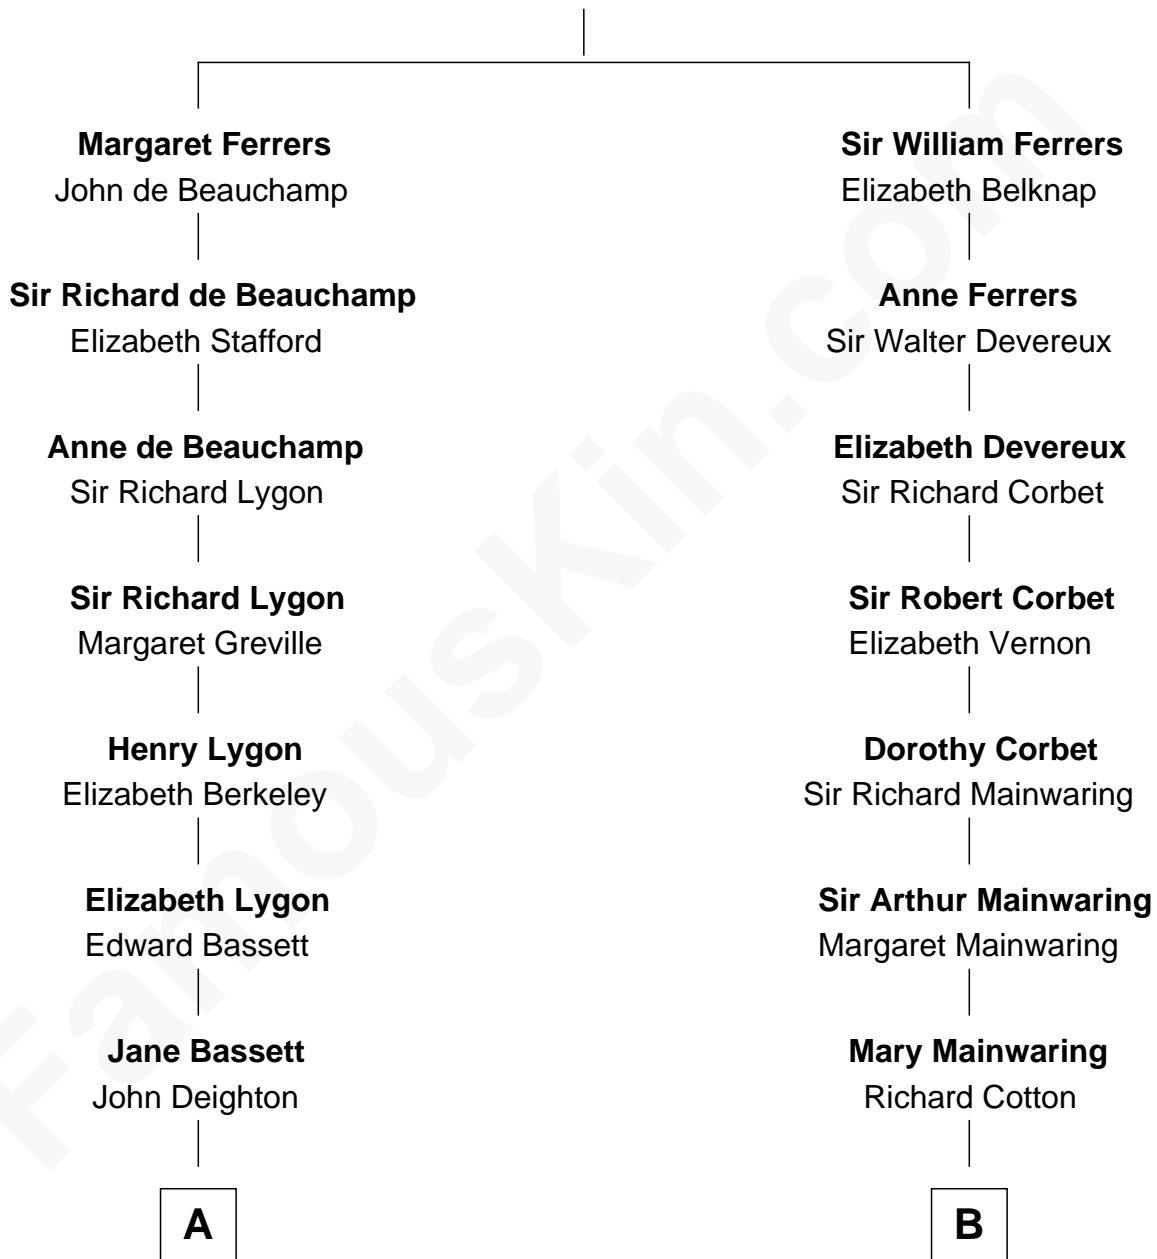 Margaret Ferrers
John de Beauchamp
Sir Richard de Beauchamp
Elizabeth Stafford
Anne de Beauchamp
Sir Richard Lygon
Sir Richard Lygon
Margaret Greville
Henry Lygon
Elizabeth Berkeley
Elizabeth Lygon
Edward Bassett
Jane Bassett
John Deighton
A
Sir William Ferrers
Elizabeth Belknap
Anne Ferrers
Sir Walter Devereux
Elizabeth Devereux
Sir Richard Corbet
Sir Robert Corbet
Elizabeth Vernon
Dorothy Corbet
Sir Richard Mainwaring
Sir Arthur Mainwaring
Margaret Mainwaring
Mary Mainwaring
Richard Cotton
B
FamousKin.com